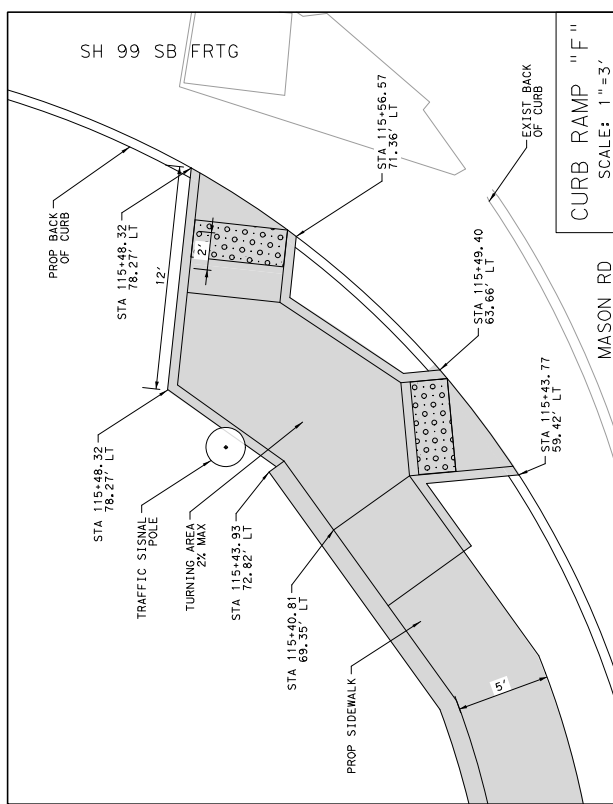 SH 99 SB FRTG
PROP BACK
OF CURB
STA 115+48.32
78.27' LT
12'
2'
STA 115+56.57
71.36' LT
EXIST BACK
OF CURB
STA 115+48.32
78.27' LT
TRAFFIC SISNAL
POLE
TURNING AREA
2% MAX
STA 115+43.93
72.82' LT
STA 115+40.81
69.35' LT
PROP SIDEWALK
5'
STA 115+49.40
63.66' LT
STA 115+43.77
59.42' LT
MASON RD
CURB RAMP "F"
SCALE: 1"=3'